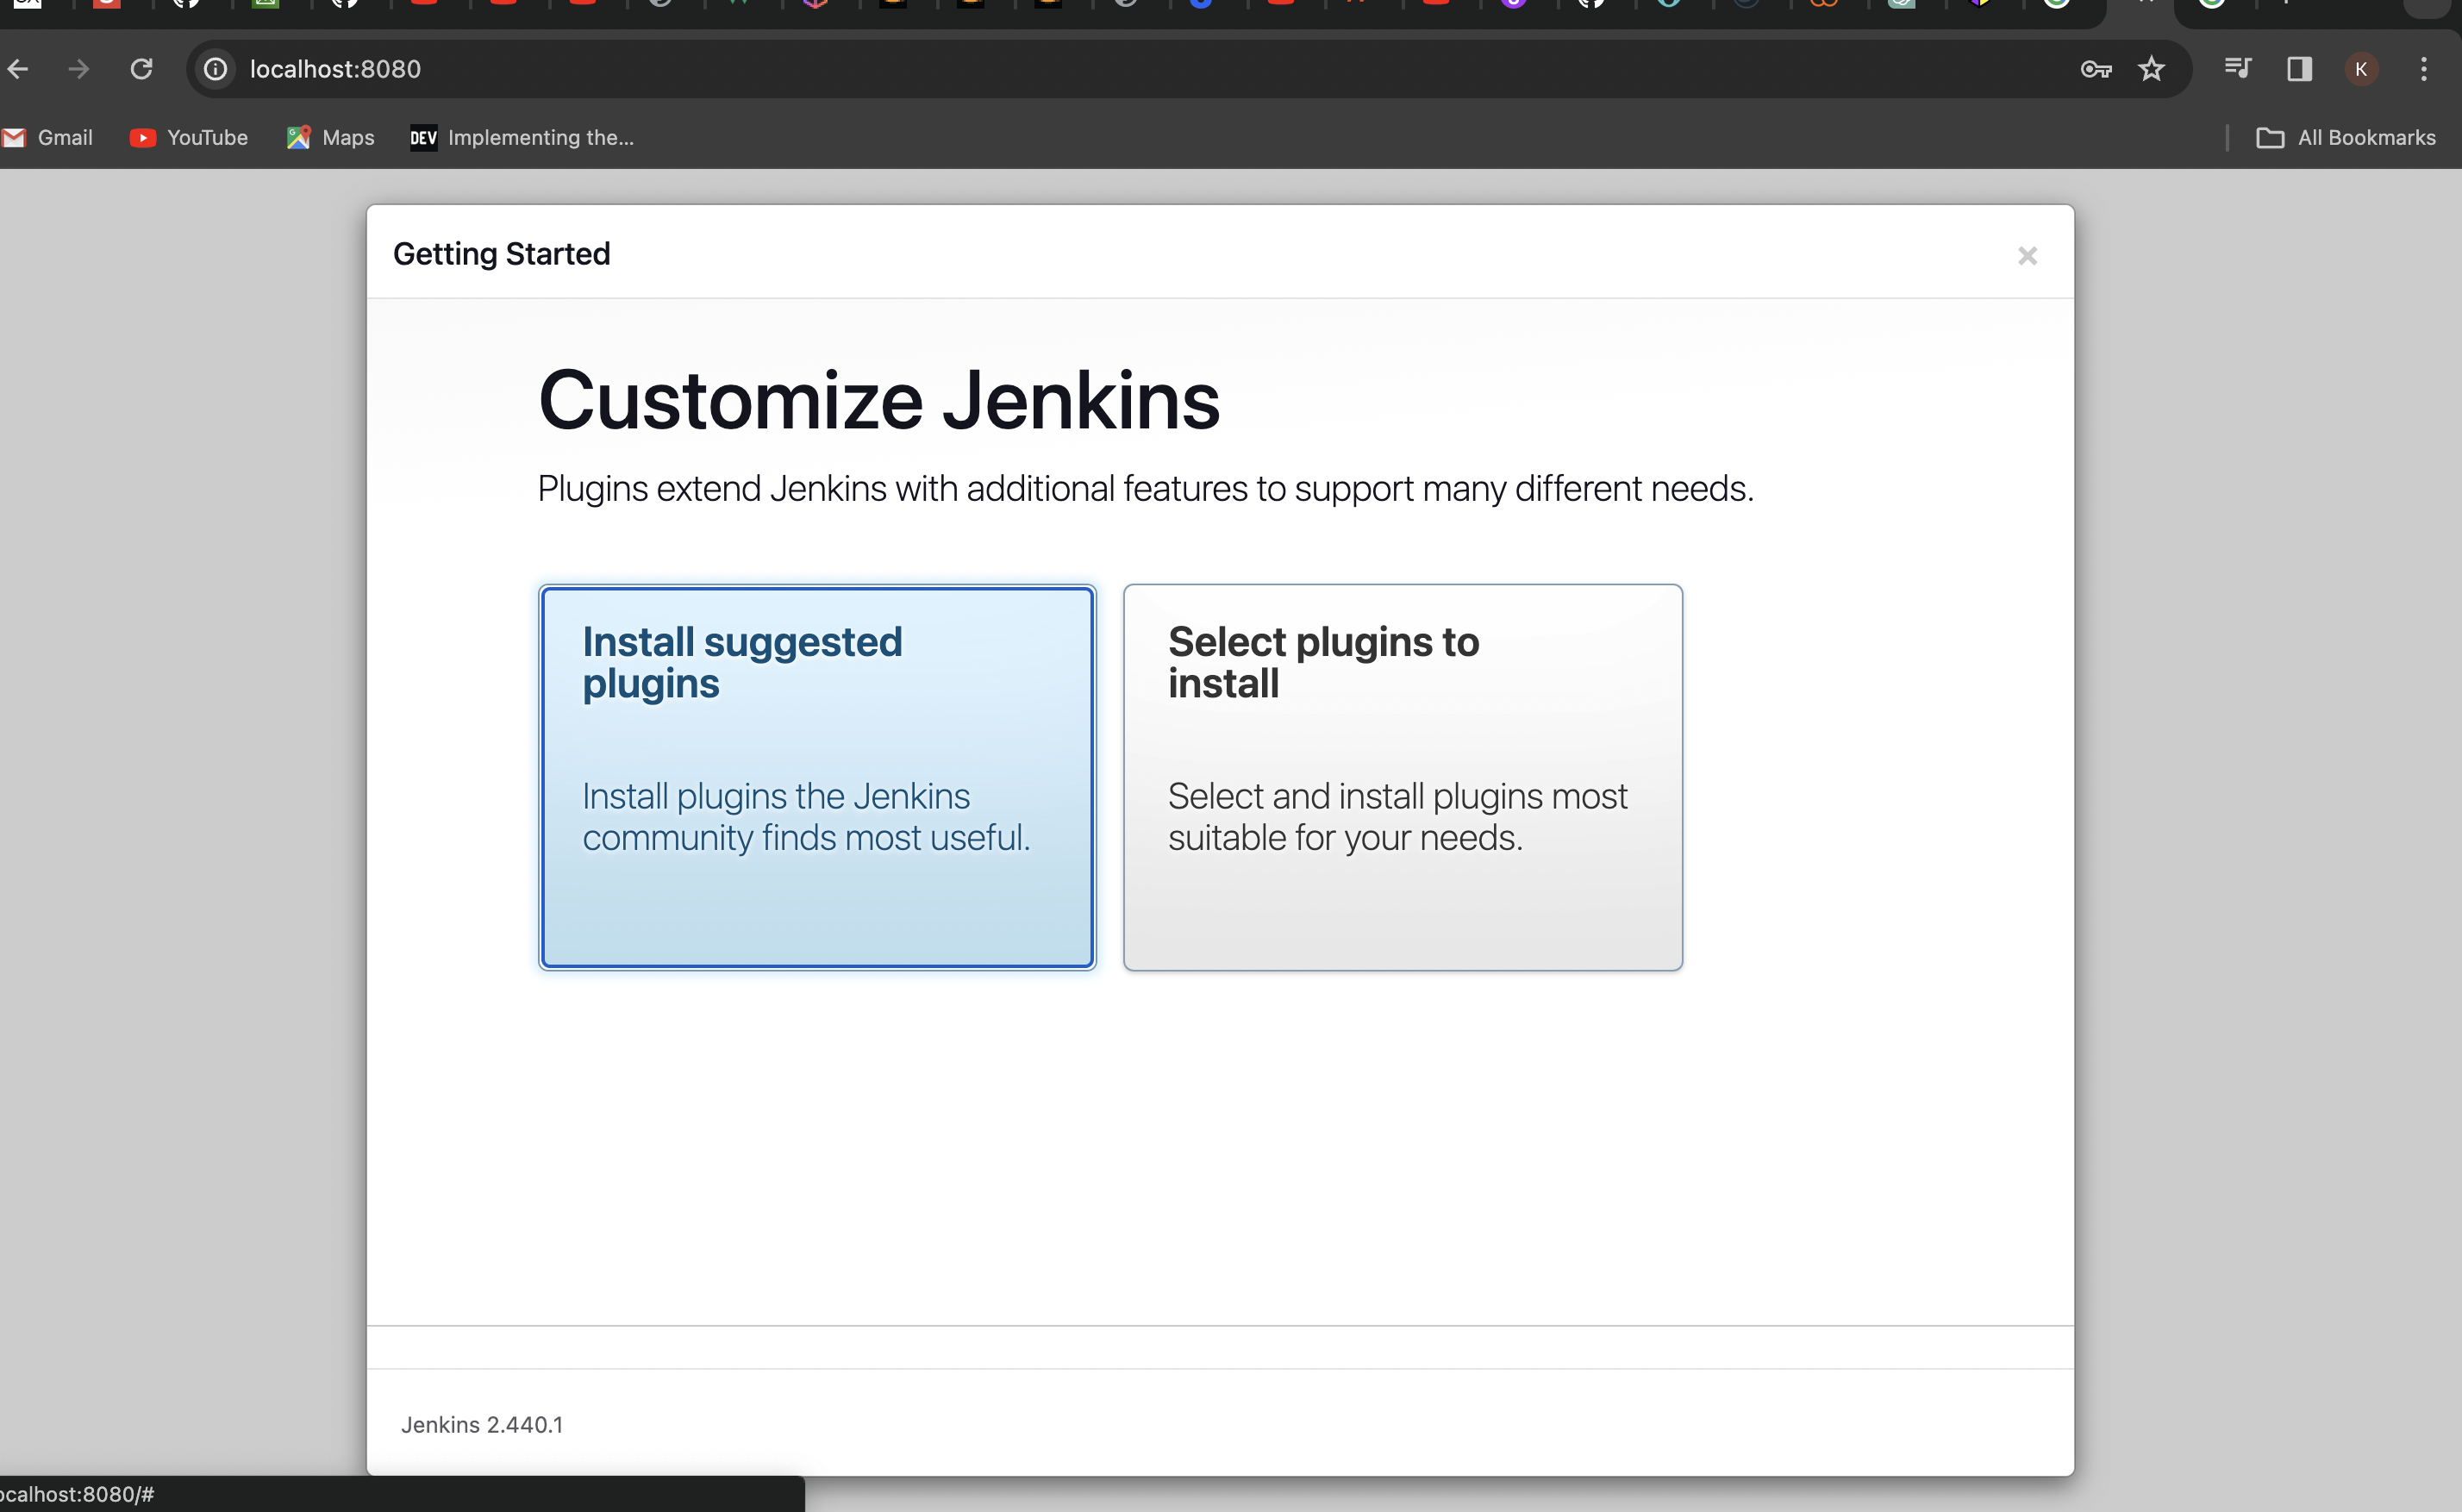 localhost:8080
K
Gmail
YouTube
Maps
DEV
Implementing the...
All Bookmarks
Getting Started
×
Customize Jenkins
Plugins extend Jenkins with additional features to support many different needs.
Install suggested
plugins
Install plugins the Jenkins
community finds most useful.
Select plugins to
install
Select and install plugins most
suitable for your needs.
Jenkins 2.440.1
ocalhost:8080/#